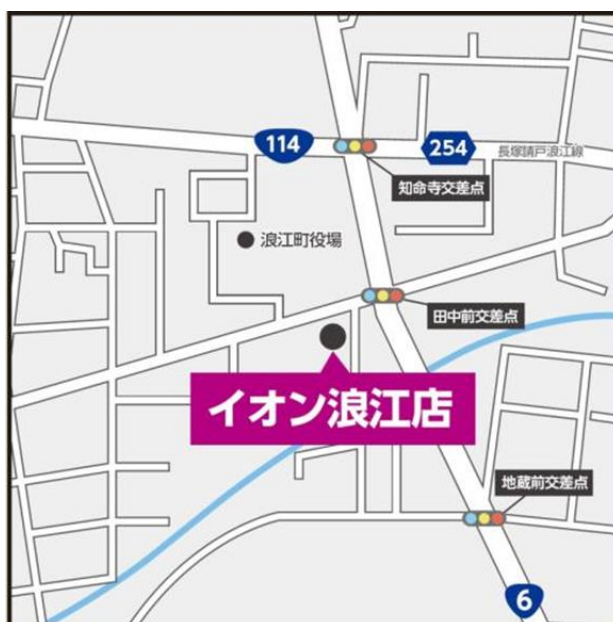 114
254
長塚請戸浪江線
知命寺交差点
浪江町役場
田中前交差点
イオン浪江店
地蔵前交差点
6